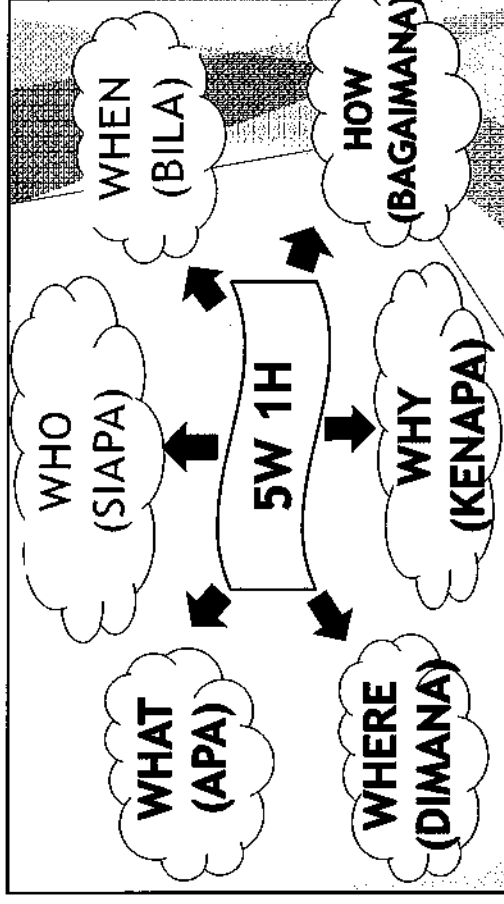 WHAT
(APA)
WHO
(SIAPA)
WHEN
(BILA)
5W 1H
WHERE
(DIMANA)
WHY
(KENAPA)
HOW
(BAGAIMANA)